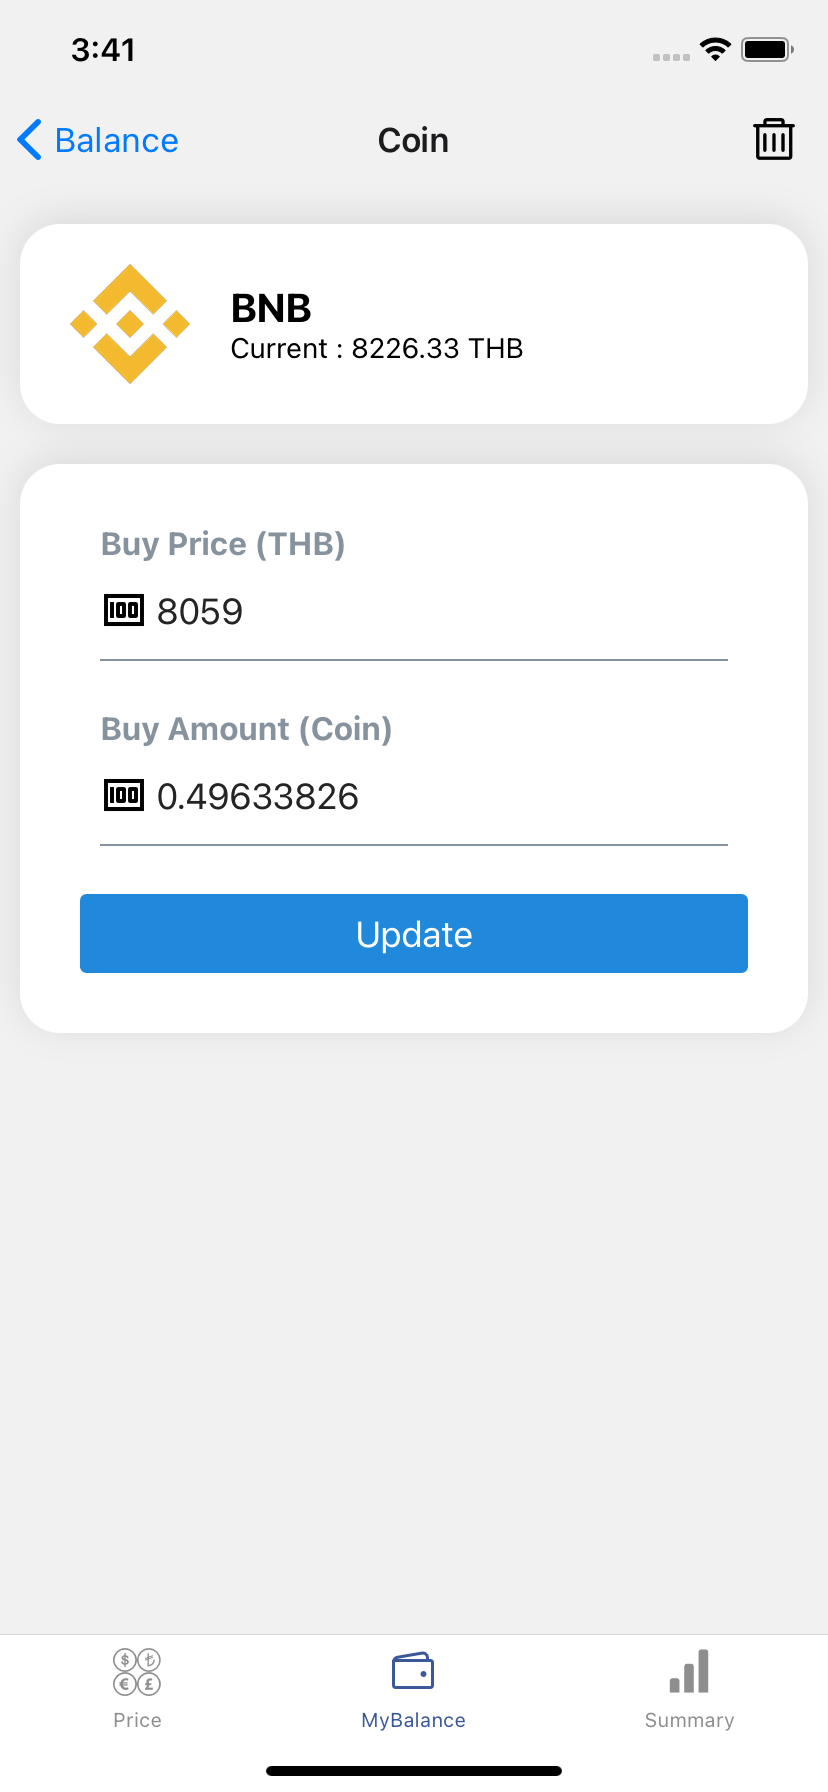 3:41
Balance
Coin
BNB
Current : 8226.33 THB
Buy Price (THB)
100 8059
Buy Amount (Coin)
100 0.49633826
Update
$ ₺
€ £
Price
MyBalance
Summary